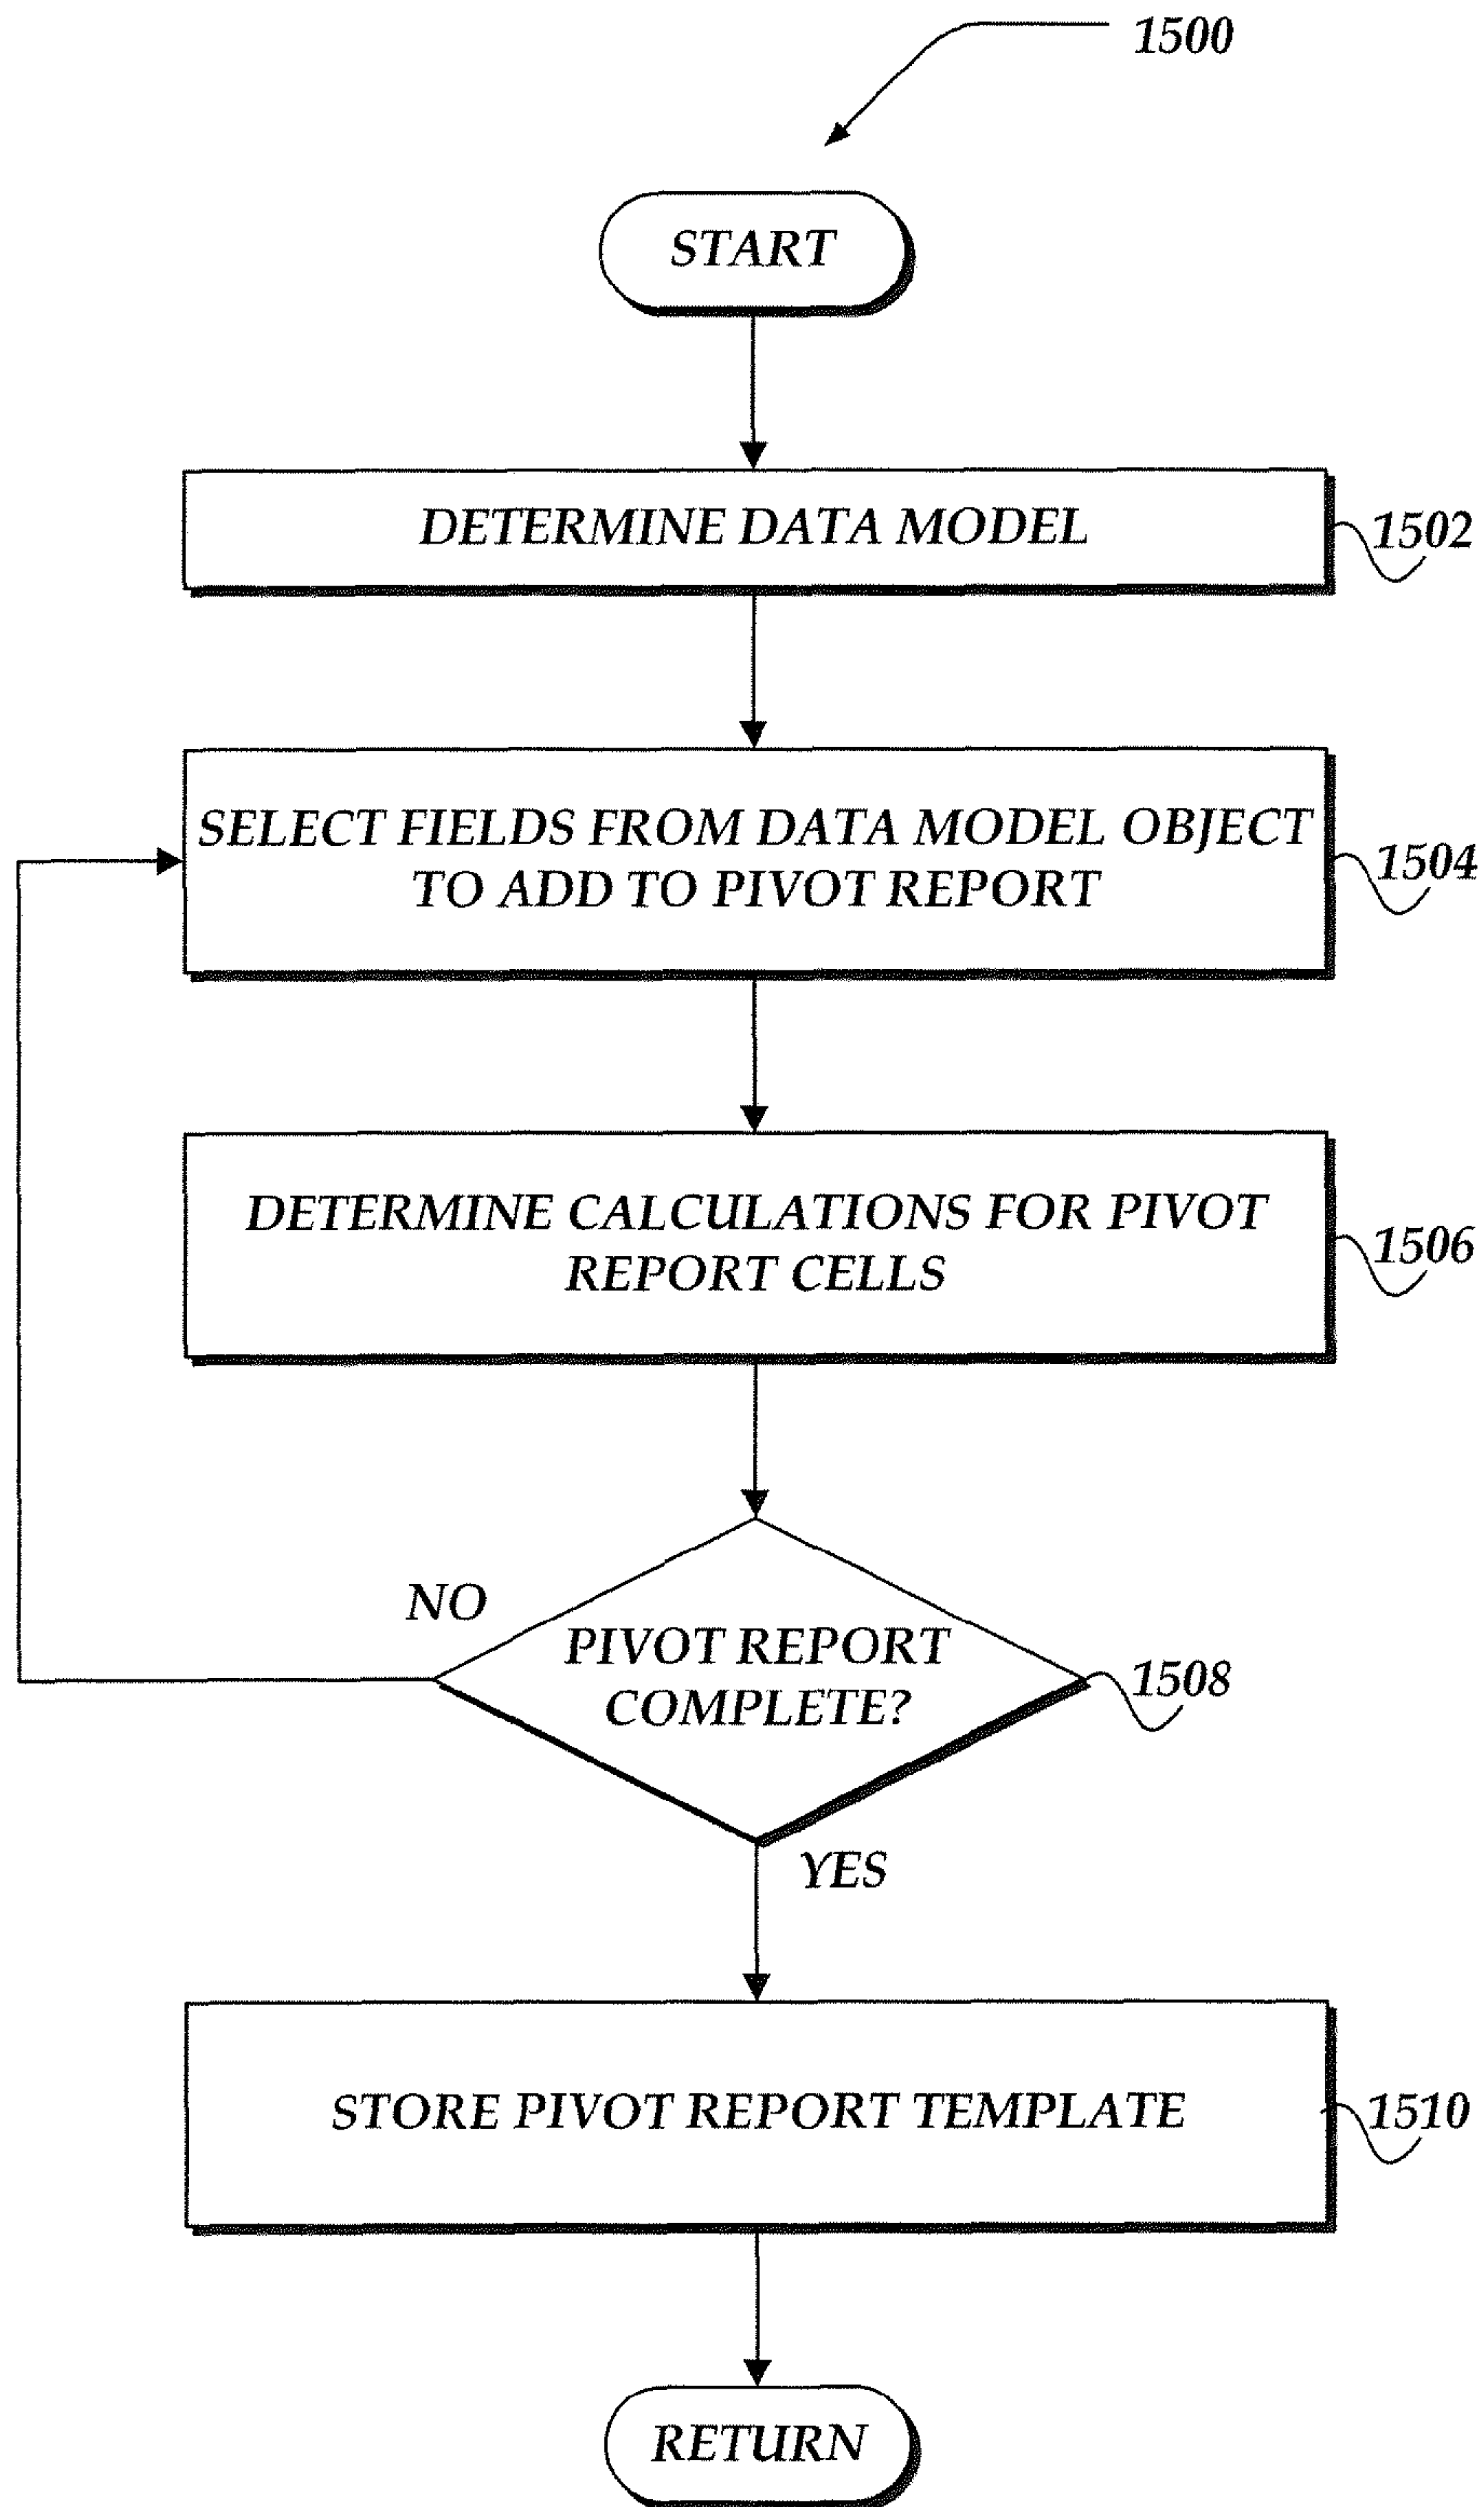 1500
START
DETERMINE DATA MODEL
1502
SELECT FIELDS FROM DATA MODEL OBJECT
TO ADD TO PIVOT REPORT
1504
DETERMINE CALCULATIONS FOR PIVOT
REPORT CELLS
1506
NO
PIVOT REPORT
COMPLETE?
1508
YES
STORE PIVOT REPORT TEMPLATE
1510
RETURN